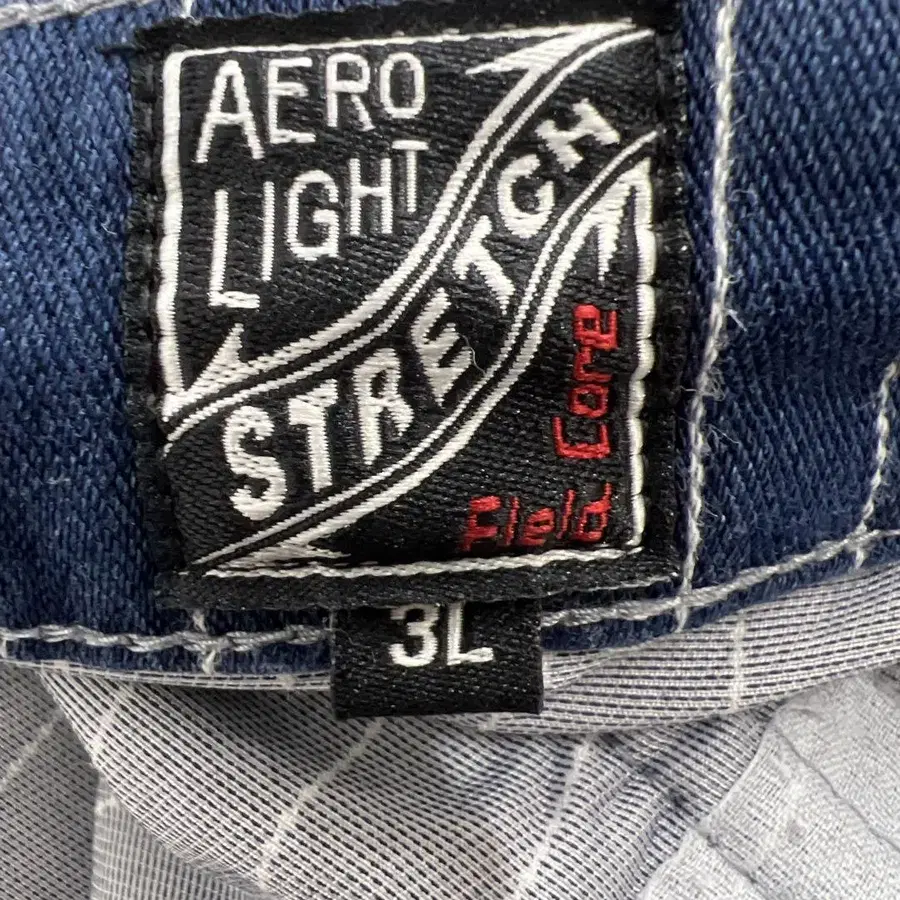 AERO
LIGHT
STRETCH
Field Core
3L